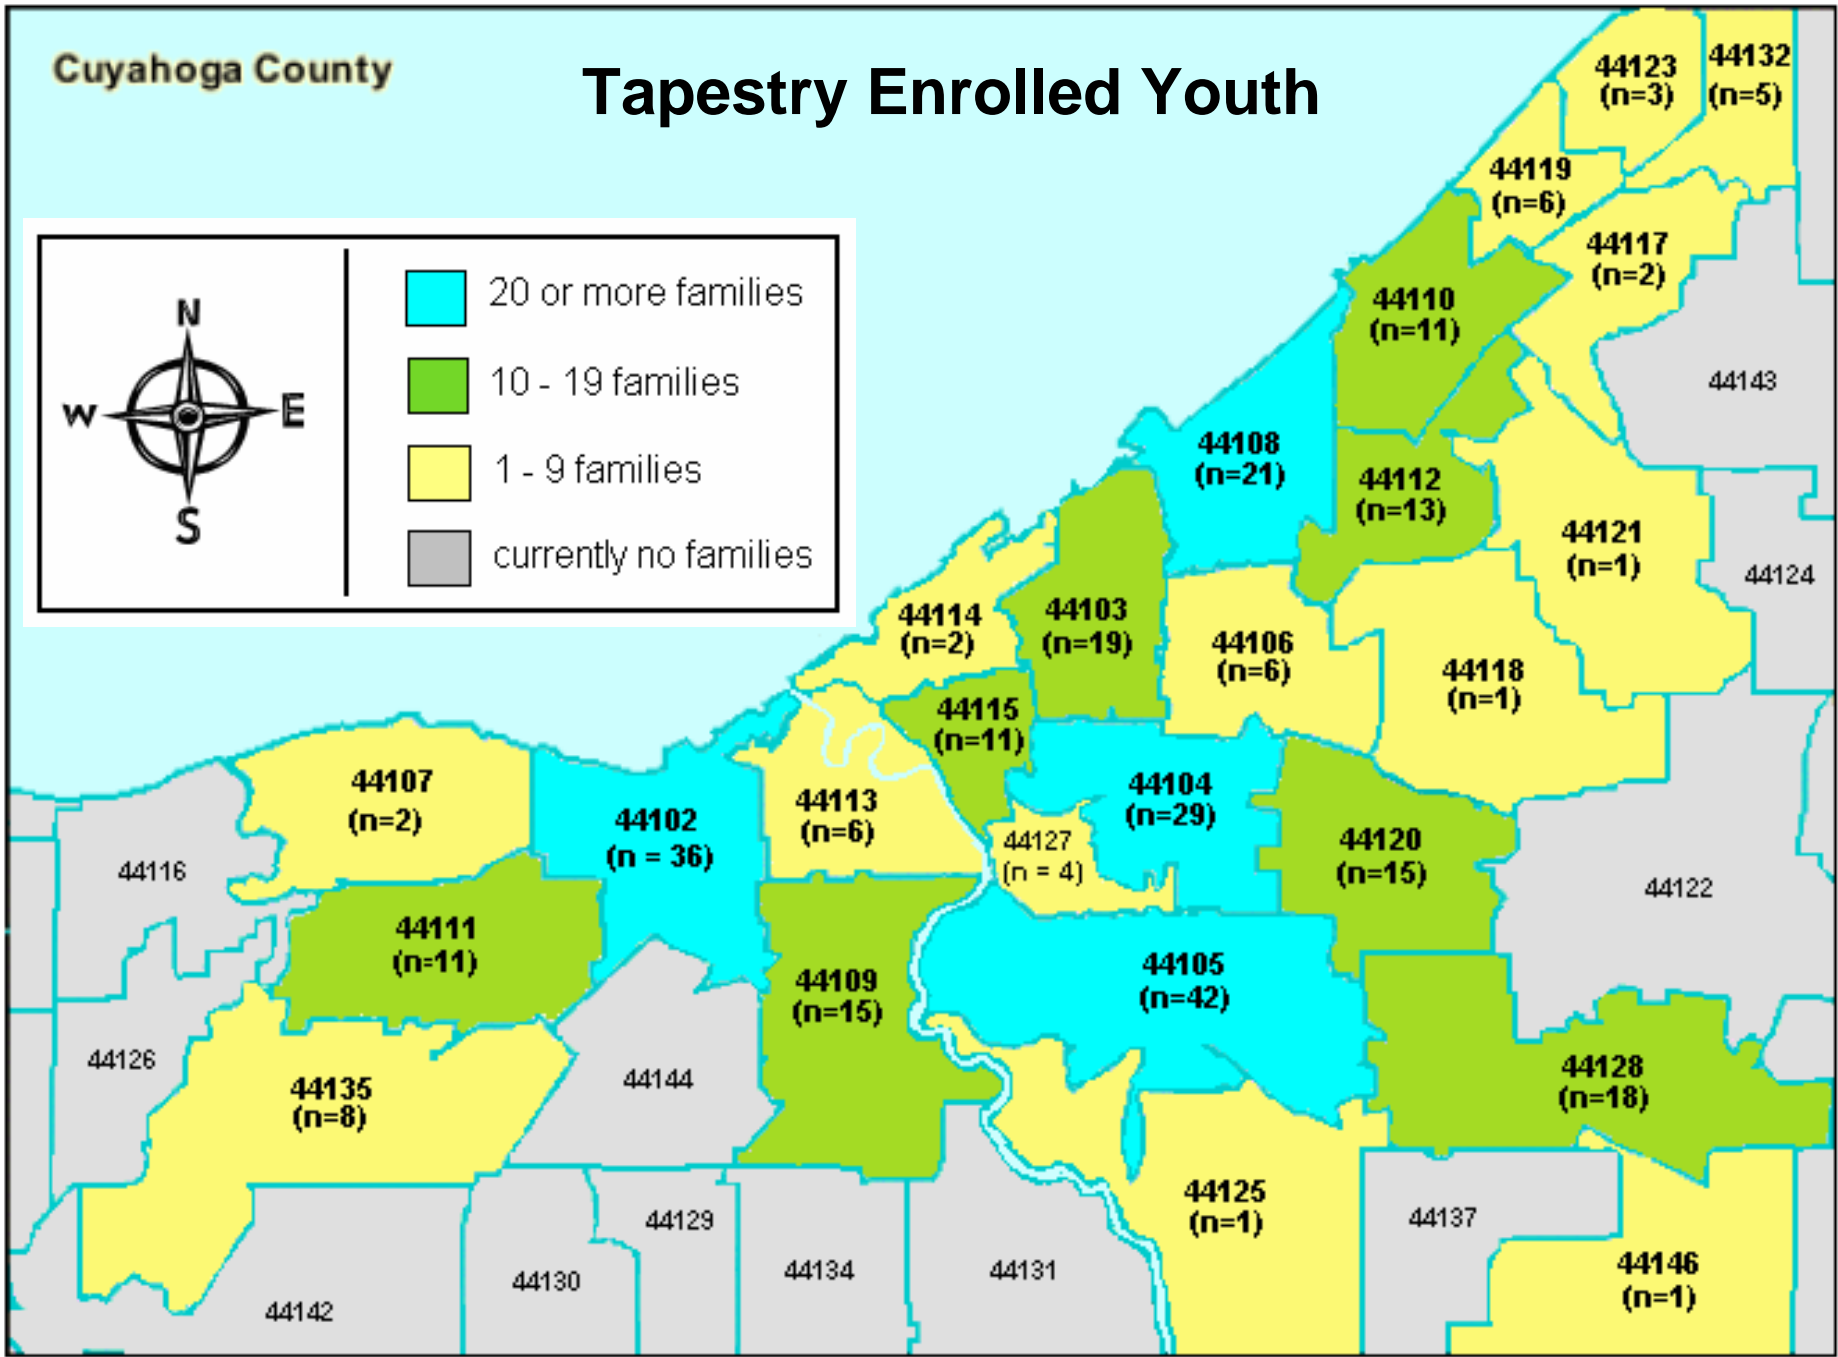 Cuyahoga County
Tapestry Enrolled Youth
N
W
E
S
20 or more families
10 - 19 families
1 - 9 families
currently no families
44123
(n=3)
44132
(n=5)
44119
(n=6)
44117
(n=2)
44110
(n=11)
44143
44108
(n=21)
44112
(n=13)
44121
(n=1)
44124
44114
(n=2)
44103
(n=19)
44106
(n=6)
44118
(n=1)
44115
(n=11)
44107
(n=2)
44102
(n = 36)
44113
(n=6)
44104
(n=29)
44127
(n = 4)
44120
(n=15)
44116
44122
44111
(n=11)
44109
(n=15)
44105
(n=42)
44126
44135
(n=8)
44144
44128
(n=18)
44125
(n=1)
44129
44137
44130
44134
44131
44146
(n=1)
44142